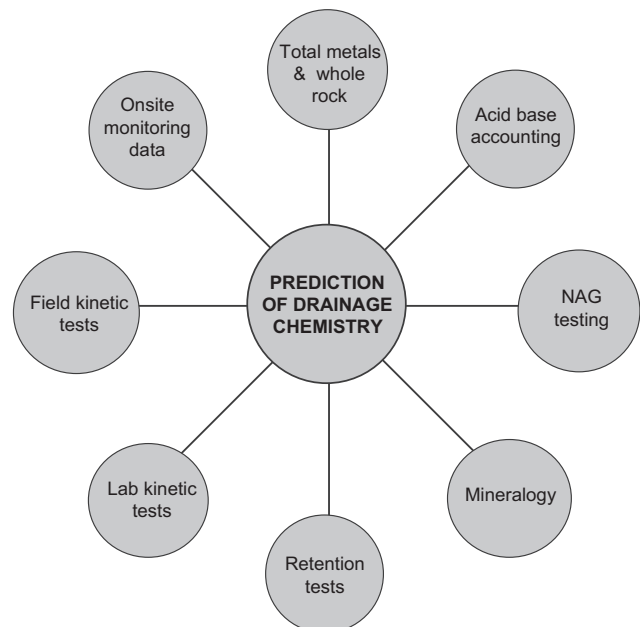 Total metals
& whole
rock
Acid base
accounting
NAG
testing
Mineralogy
Retention
tests
Lab kinetic
tests
Field kinetic
tests
Onsite
monitoring
data
PREDICTION
OF DRAINAGE
CHEMISTRY